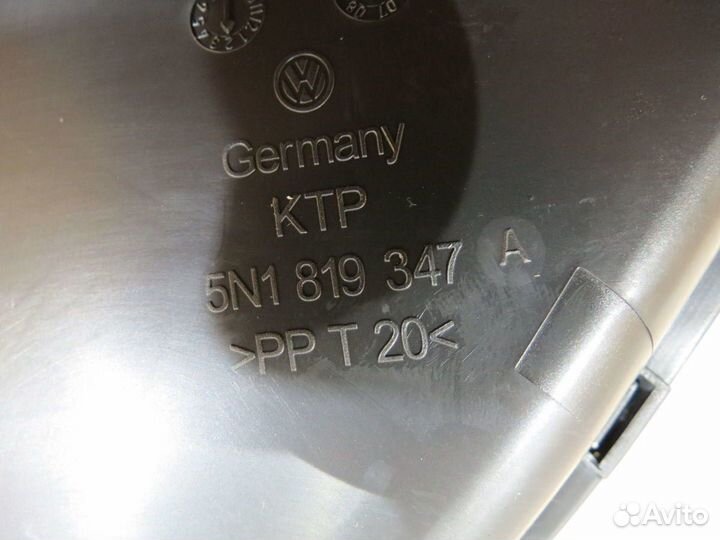 Germany
KTP
5N1 819 347 A
>PP T 20<
Avito